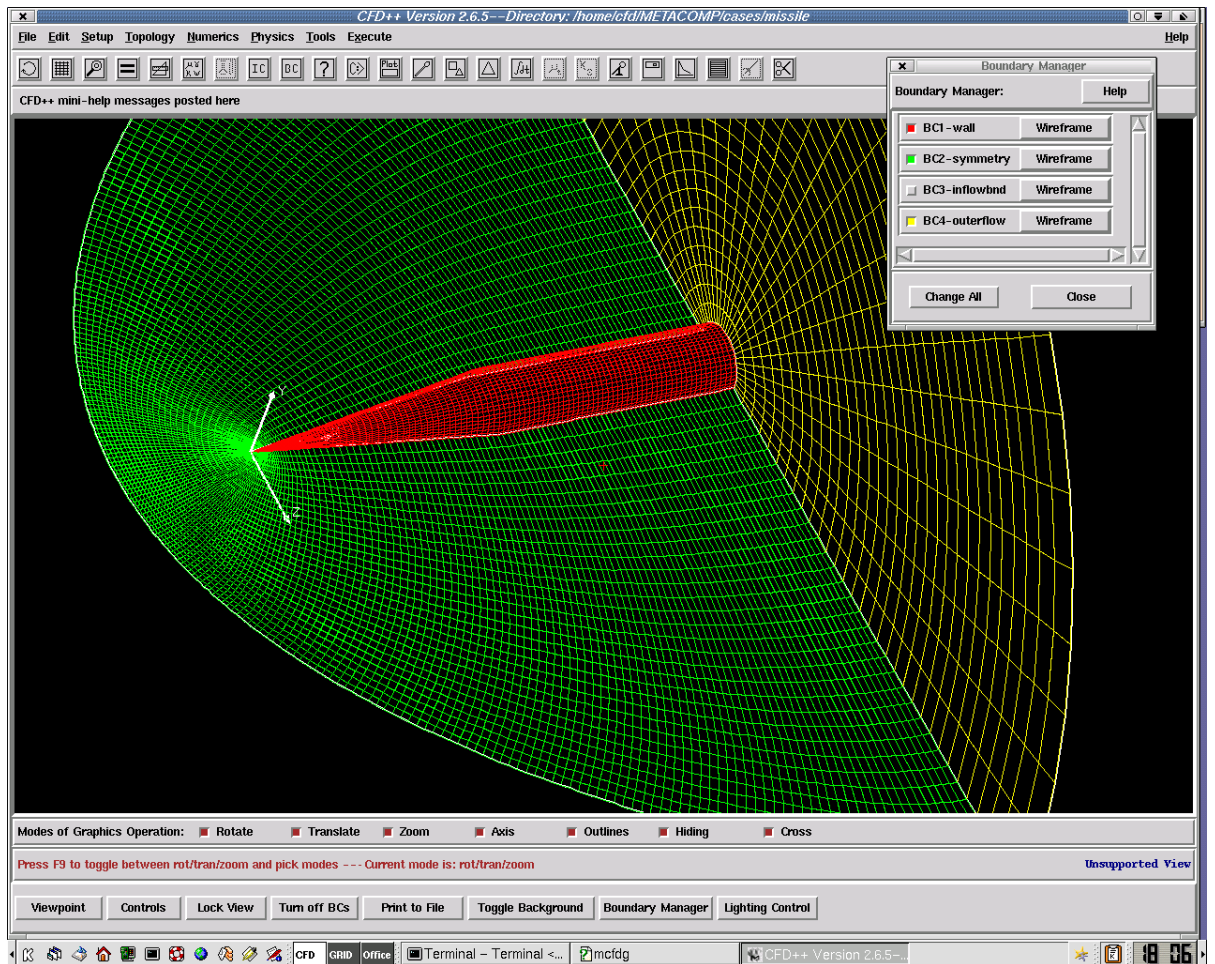 CFD++ Version 2.6.5--Directory: /home/cfd/METACOMP/cases/missile
File Edit Setup Topology Numerics Physics Tools Execute Help
IC BC ? Plot
CFD++ mini-help messages posted here
Boundary Manager
Boundary Manager: Help
BC1-wall Wireframe
BC2-symmetry Wireframe
BC3-inflowbnd Wireframe
BC4-outerflow Wireframe
Change All Close
Y
Z
Modes of Graphics Operation: Rotate Translate Zoom Axis Outlines Hiding Cross
Press F9 to toggle between rot/tran/zoom and pick modes --- Current mode is: rot/tran/zoom Unsupported View
Viewpoint Controls Lock View Turn off BCs Print to File Toggle Background Boundary Manager Lighting Control
CFD GRID Office Terminal - Terminal <... mcfdg CFD++ Version 2.6.5-... 18 06